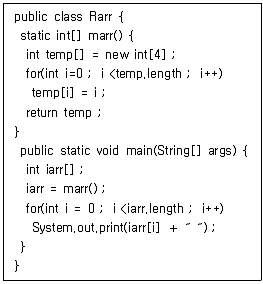 public class Rarr {
static int[] marr() {
int temp[] = new int[4] ;
for(int i=0 ; i <temp.length ; i++)
temp[i] = i ;
return temp ;
}
public static void main(String[] args) {
int iarr[] ;
iarr = marr() ;
for(int i = 0 ; i <iarr.length ; i++)
System.out.print(iarr[i] + " ") ;
}
}